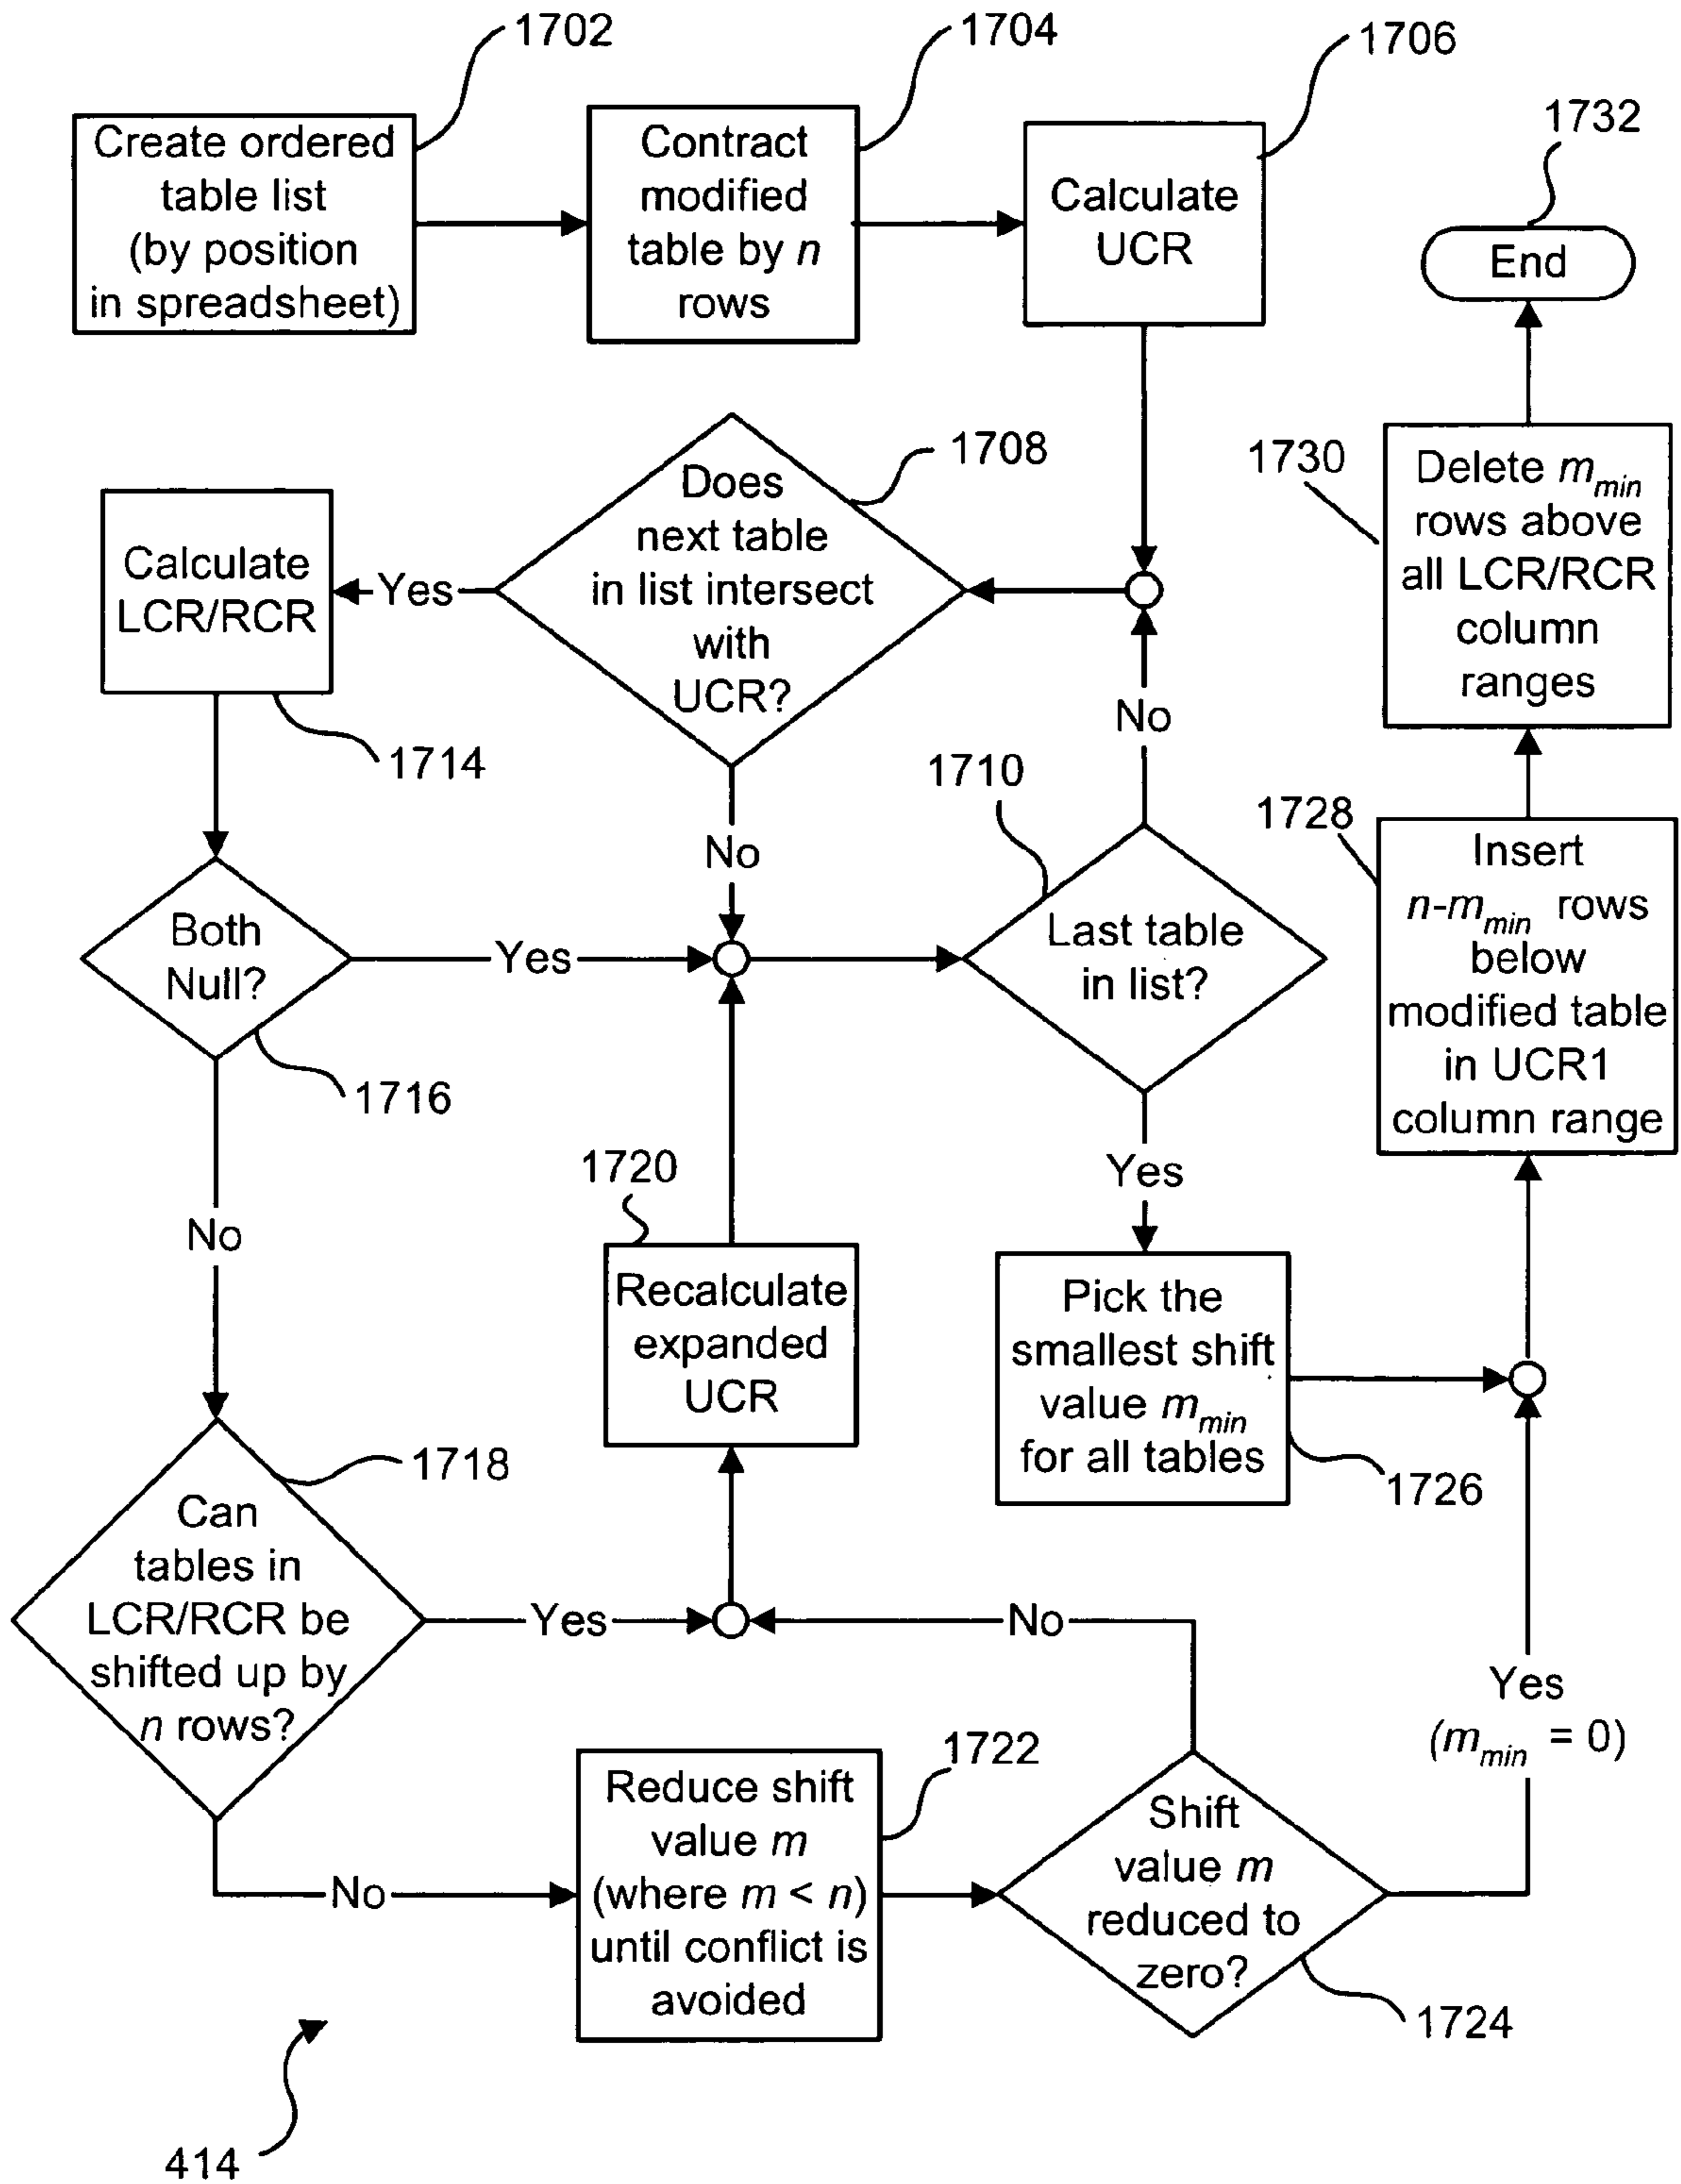 1702
1704
1706
1732
Create ordered
table list
(by position
in spreadsheet)
Contract
modified
table by n
rows
Calculate
UCR
End
1708
1730
Does
next table
in list intersect
with
UCR?
Yes
Calculate
LCR/RCR
Delete m min
rows above
all LCR/RCR
column
ranges
No
1714
No
1710
1728
Both
Null?
Yes
Last table
in list?
Insert
n-m min rows
below
modified table
in UCR1
column range
1716
No
1720
Yes
Recalculate
expanded
UCR
Pick the
smallest shift
value m min
for all tables
1726
1718
Can
tables in
LCR/RCR be
shifted up by
n rows?
Yes
No
Yes
(m min = 0)
No
1722
Reduce shift
value m
(where m < n)
until conflict is
avoided
Shift
value m
reduced to
zero?
1724
414